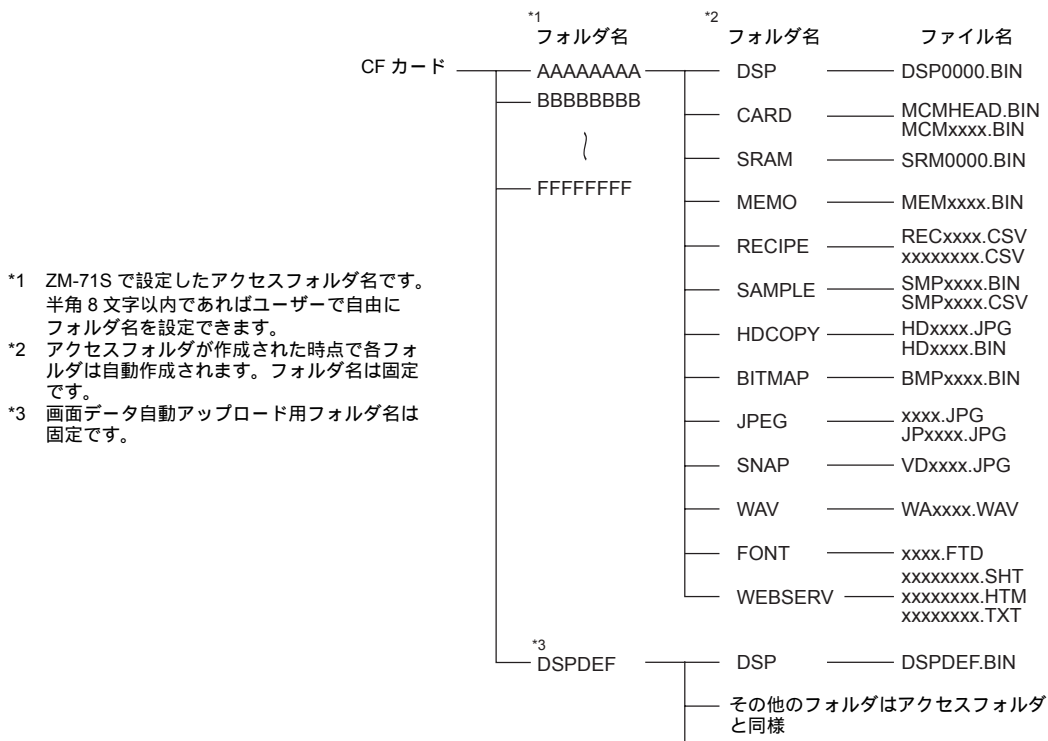 *1
フォルダ名
*2
フォルダ名
ファイル名
CF カード
AAAAAAAA
DSP
DSP0000.BIN
BBBBBBBB
CARD
MCMHEAD.BIN
MCMxxxx.BIN
SRAM
SRM0000.BIN
FFFFFFFF
MEMO
MEMxxxx.BIN
RECIPE
RECxxxx.CSV
xxxxxxxx.CSV
SAMPLE
SMPxxxx.BIN
SMPxxxx.CSV
HDCOPY
HDxxxx.JPG
HDxxxx.BIN
BITMAP
BMPxxxx.BIN
JPEG
xxxx.JPG
JPxxxx.JPG
SNAP
VDxxxx.JPG
WAV
WAxxxx.WAV
FONT
xxxx.FTD
WEBSERV
xxxxxxxx.SHT
xxxxxxxx.HTM
xxxxxxxx.TXT
*3
DSPDEF
DSP
DSPDEF.BIN
その他のフォルダはアクセスフォルダ
と同様
*1 ZM-71S で設定したアクセスフォルダ名です。
半角 8 文字以内であればユーザーで自由に
フォルダ名を設定できます。
*2 アクセスフォルダが作成された時点で各フォ
ルダは自動作成されます。フォルダ名は固定
です。
*3 画面データ自動アップロード用フォルダ名は
固定です。